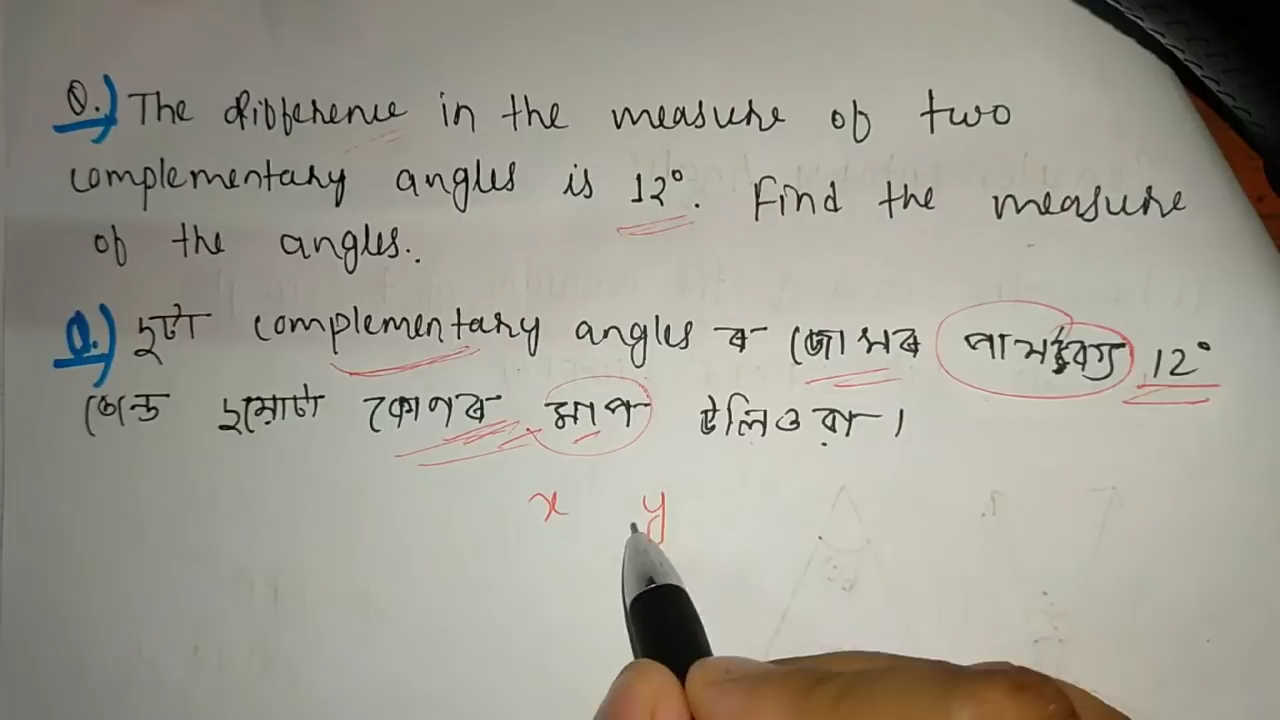 Q.) The difference in the measure of two
complementary angles is 12°. Find the measure
of the angles.
Q.) দুটা complementary angles ৰ জোখৰ পাৰ্থক্য 12°
তেন্তে দুয়োটা কোণৰ মাপ উলিওৱা।
x y